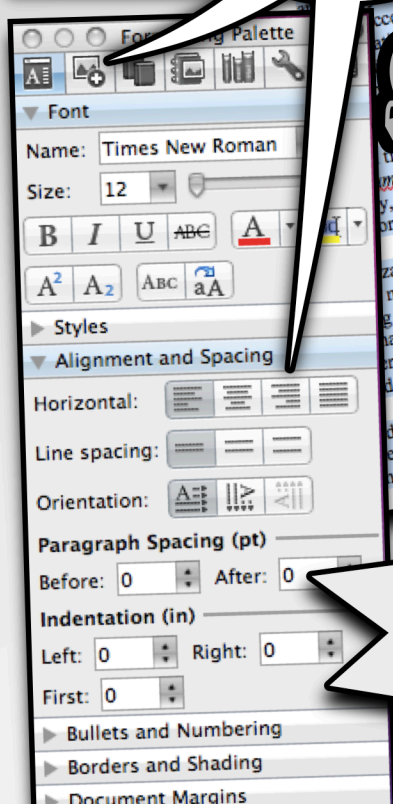 Palette
Font
Name: Times New Roman
Size: 12
B I U ABC A
A² A₂ ABC aA
Styles
Alignment and Spacing
Horizontal:
Line spacing:
Orientation: A
Paragraph Spacing (pt)
Before: 0 After: 0
Indentation (in)
Left: 0 Right: 0
First: 0
Bullets and Numbering
Borders and Shading
Document Margins